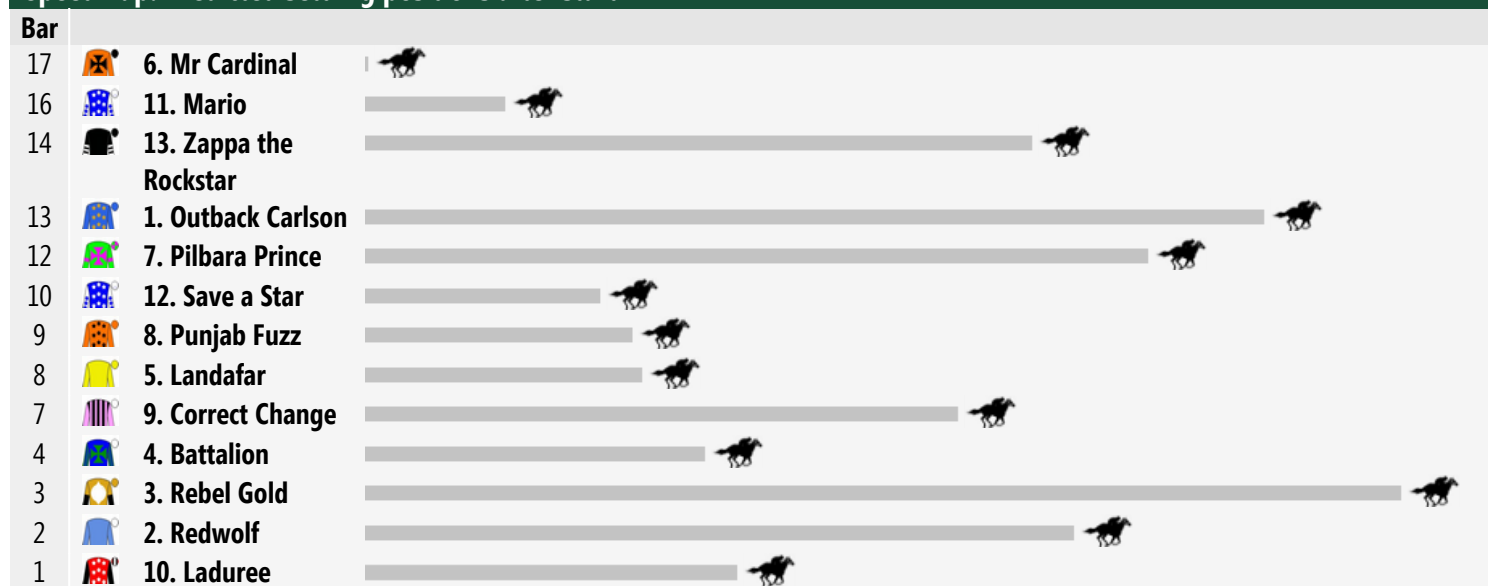 Bar
17 6. Mr Cardinal
16 11. Mario
14 13. Zappa the
Rockstar
13 1. Outback Carlson
12 7. Pilbara Prince
10 12. Save a Star
9 8. Punjab Fuzz
8 5. Landafar
7 9. Correct Change
4 4. Battalion
3 3. Rebel Gold
2 2. Redwolf
1 10. Laduree